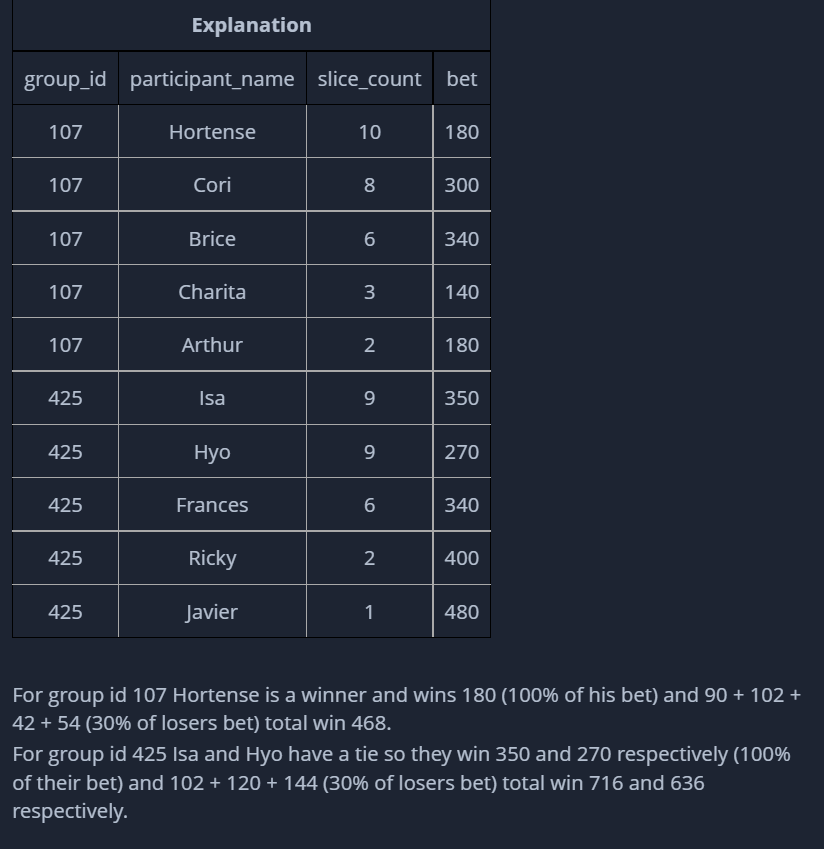 Explanation
group_id participant_name slice_count bet
107 Hortense 10 180
107 Cori 8 300
107 Brice 6 340
107 Charita 3 140
107 Arthur 2 180
425 Isa 9 350
425 Hyo 9 270
425 Frances 6 340
425 Ricky 2 400
425 Javier 1 480
For group id 107 Hortense is a winner and wins 180 (100% of his bet) and 90 + 102 +
42 + 54 (30% of losers bet) total win 468.
For group id 425 Isa and Hyo have a tie so they win 350 and 270 respectively (100%
of their bet) and 102 + 120 + 144 (30% of losers bet) total win 716 and 636
respectively.